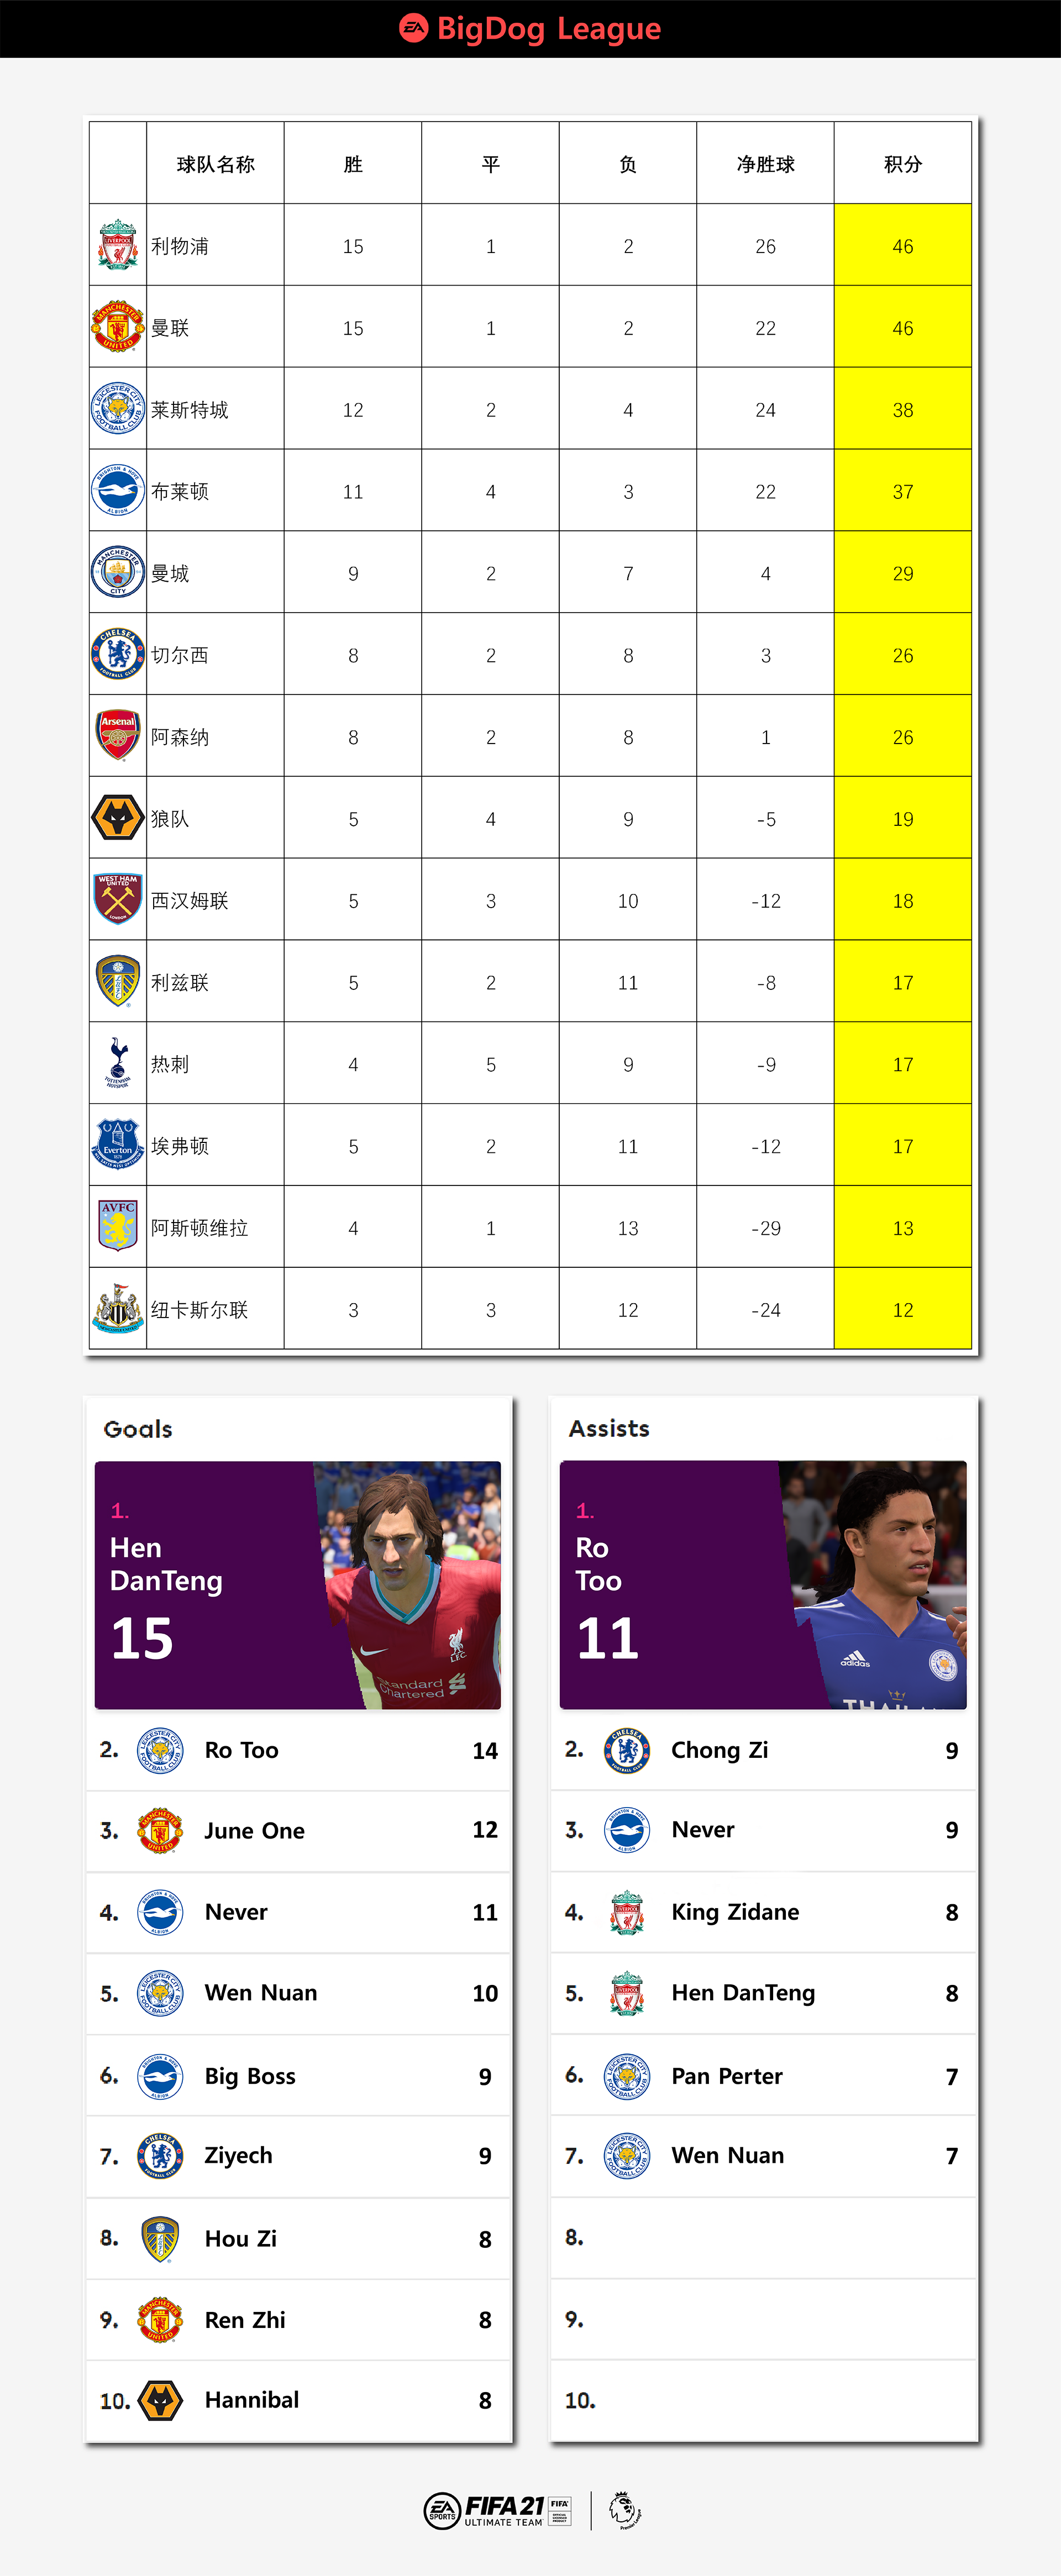 EA BigDog League
球队名称 胜 平 负 净胜球 积分
利物浦 15 1 2 26 46
曼联 15 1 2 22 46
莱斯特城 12 2 4 24 38
布莱顿 11 4 3 22 37
曼城 9 2 7 4 29
切尔西 8 2 8 3 26
阿森纳 8 2 8 1 26
狼队 5 4 9 -5 19
西汉姆联 5 3 10 -12 18
利兹联 5 2 11 -8 17
热刺 4 5 9 -9 17
埃弗顿 5 2 11 -12 17
阿斯顿维拉 4 1 13 -29 13
纽卡斯尔联 3 3 12 -24 12
Goals
1.
Hen
DanTeng
15
Standard
Chartered
2. Ro Too 14
3. June One 12
4. Never 11
5. Wen Nuan 10
6. Big Boss 9
7. Ziyech 9
8. Hou Zi 8
9. Ren Zhi 8
10. Hannibal 8
Assists
1.
Ro
Too
11
adidas
2. Chong Zi 9
3. Never 9
4. King Zidane 8
5. Hen DanTeng 8
6. Pan Perter 7
7. Wen Nuan 7
8.
9.
10.
EA SPORTS FIFA 21
ULTIMATE TEAM
FIFA
Premier League